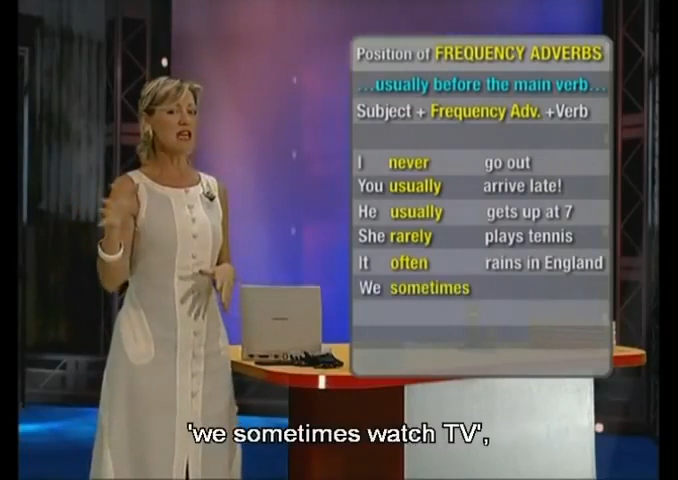 Position of FREQUENCY ADVERBS
...usually before the main verb...
Subject + Frequency Adv. +Verb
I never go out
You usually arrive late!
He usually gets up at 7
She rarely plays tennis
It often rains in England
We sometimes
'we sometimes watch TV',